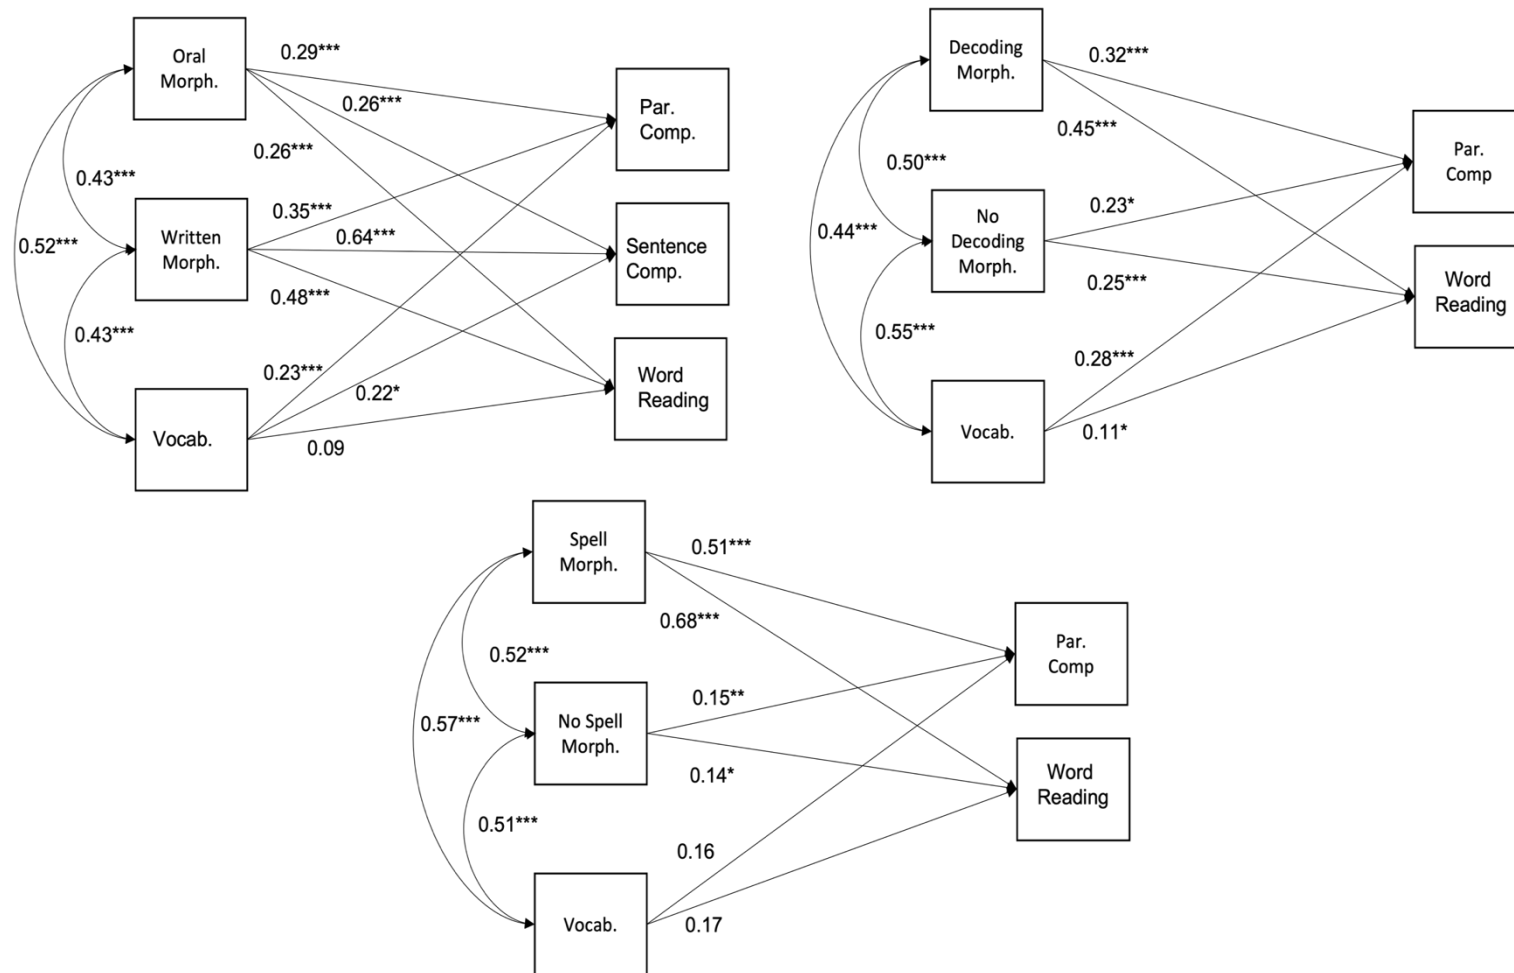 Oral
Morph.
0.29***
0.26***
0.26***
Par.
Comp.
0.43***
0.52***
Written
Morph.
0.35***
0.64***
0.48***
Sentence
Comp.
0.43***
Vocab.
0.23***
0.22*
0.09
Word
Reading
Decoding
Morph.
0.32***
0.45***
Par.
Comp
0.50***
0.44***
No
Decoding
Morph.
0.23*
0.25***
Word
Reading
0.55***
Vocab.
0.28***
0.11*
Spell
Morph.
0.51***
0.68***
Par.
Comp
0.52***
0.57***
No Spell
Morph.
0.15**
0.14*
Word
Reading
0.51***
Vocab.
0.16
0.17